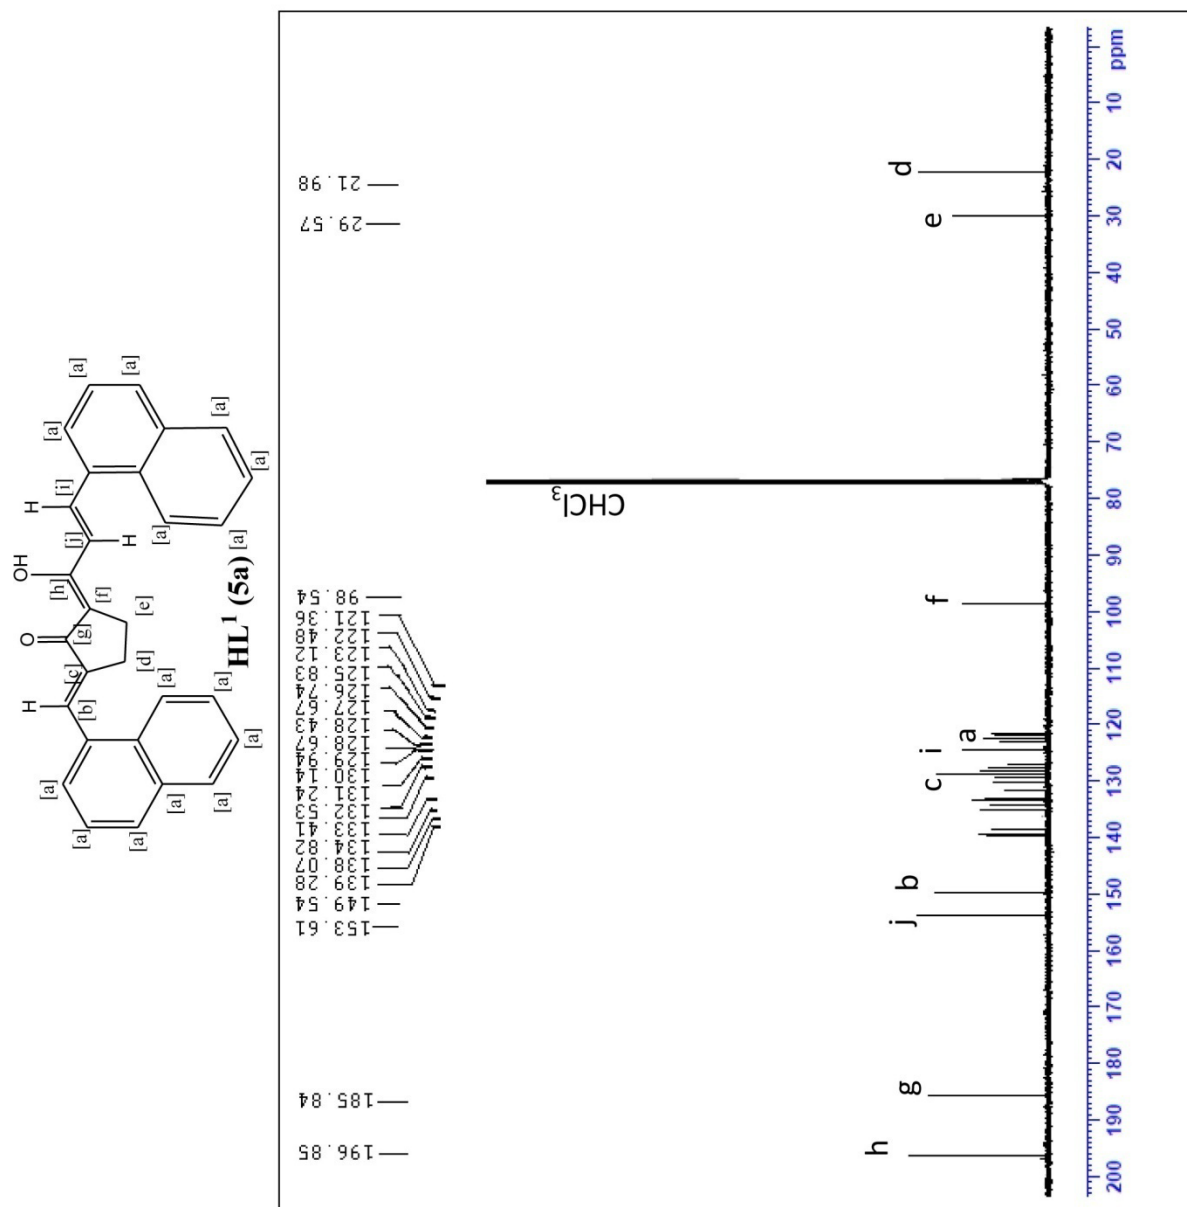 OH
O
H
H
[a]
[h]
[i]
[a]
[c]
[j]
[a]
[a]
[g]
[b]
[f]
H
[a]
[a]
[e]
[d]
[a]
[a]
[a]
[a]
[a]
[a]
[a]
[a]
[a]
[a]
HL¹ (5a)
196.85
185.84
153.61
149.54
139.28
138.07
134.82
133.41
132.53
131.24
130.14
129.94
128.67
128.43
127.67
126.74
125.83
123.12
122.48
121.36
98.54
29.57
21.98
CHCl₃
h
g
j
b
c
i
a
f
e
d
200 190 180 170 160 150 140 130 120 110 100 90 80 70 60 50 40 30 20 10 ppm